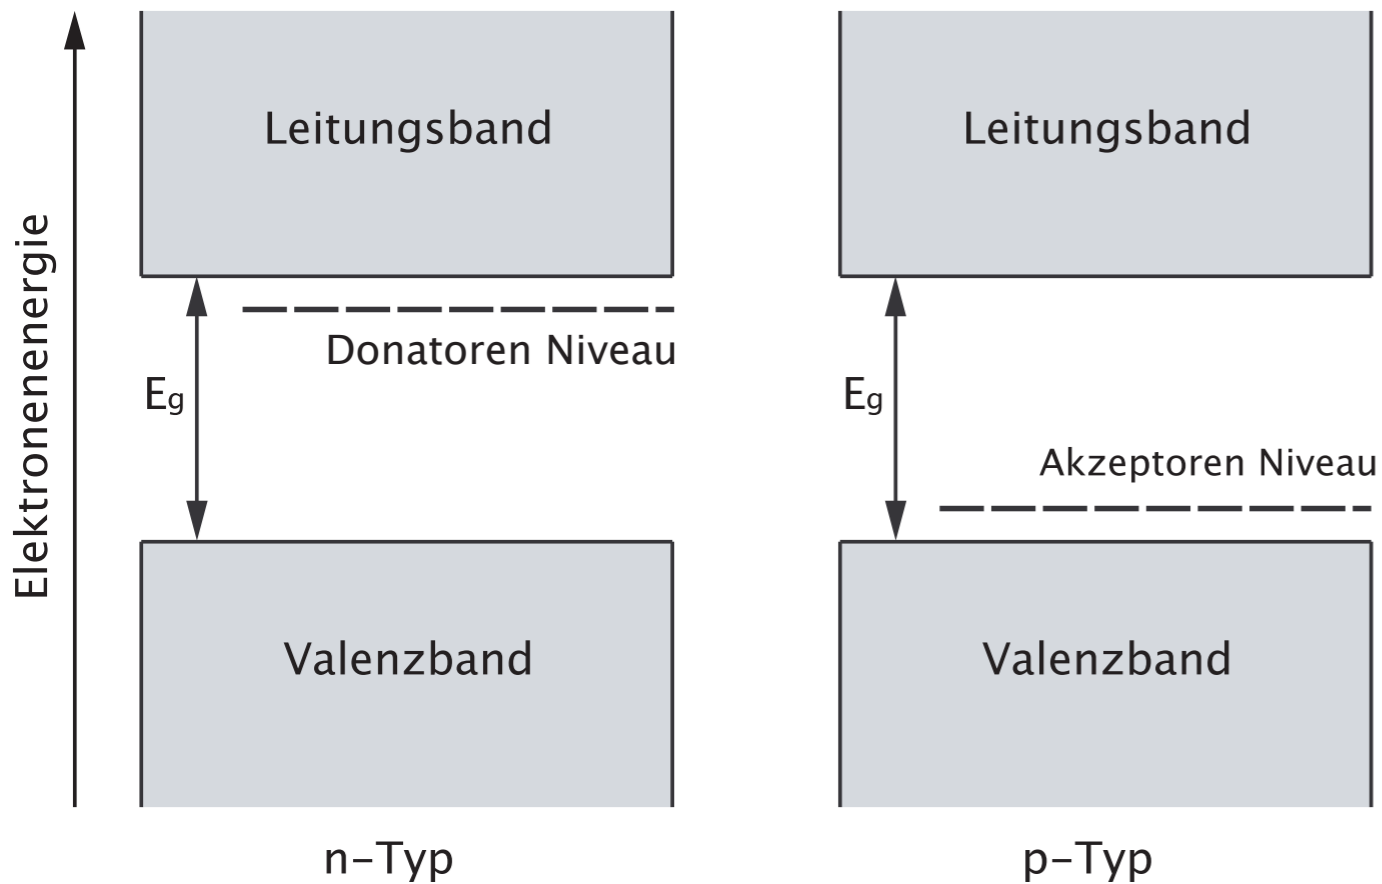 Elektronenenergie
Leitungsband
Donatoren Niveau
Eg
Valenzband
n-Typ
Leitungsband
Eg
Akzeptoren Niveau
Valenzband
p-Typ